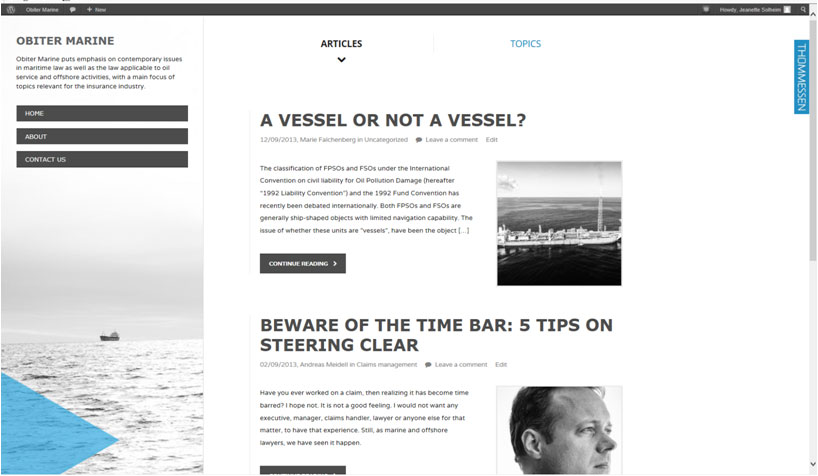 Obiter Marine
New
Howdy, Jeanette Solheim
OBITER MARINE
Obiter Marine puts emphasis on contemporary issues
in maritime law as well as the law applicable to oil
service and offshore activities, with a main focus of
topics relevant for the insurance industry.
HOME
ABOUT
CONTACT US
ARTICLES
TOPICS
THOMMESSEN
A VESSEL OR NOT A VESSEL?
12/09/2013, Marie Falchenberg in Uncategorized Leave a comment Edit
The classification of FPSOs and FSOs under the International
Convention on civil liability for Oil Pollution Damage (hereafter
"1992 Liability Convention") and the 1992 Fund Convention has
recently been debated internationally. Both FPSOs and FSOs are
generally ship-shaped objects with limited navigation capability. The
issue of whether these units are "vessels", have been the object [...]
CONTINUE READING
BEWARE OF THE TIME BAR: 5 TIPS ON
STEERING CLEAR
02/09/2013, Andreas Meidell in Claims management Leave a comment Edit
Have you ever worked on a claim, then realizing it has become time
barred? I hope not. It is not a good feeling. I would not want any
executive, manager, claims handler, lawyer or anyone else for that
matter, to have that experience. Still, as marine and offshore
lawyers, we have seen it happen.